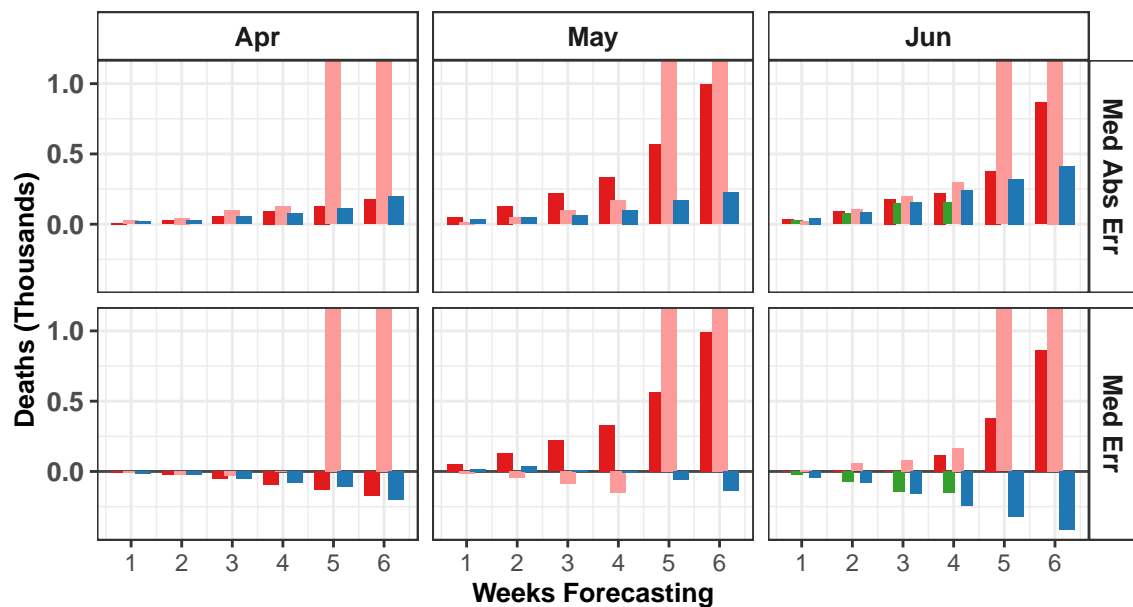 Apr
May
Jun
1.0
0.5
0.0
Med Abs Err
1.0
0.5
0.0
Med Err
Deaths (Thousands)
1 2 3 4 5 6
1 2 3 4 5 6
1 2 3 4 5 6
Weeks Forecasting